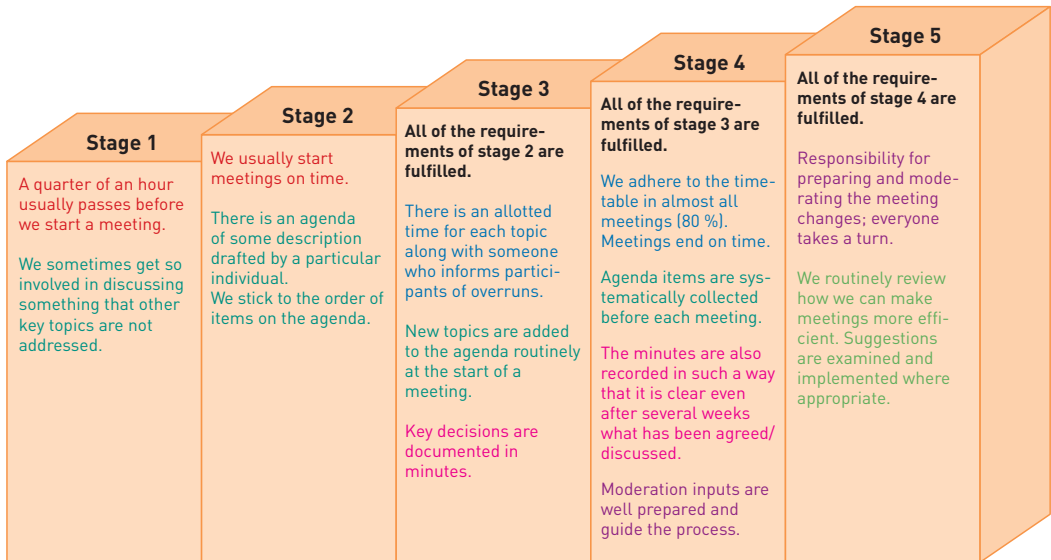 Stage 1
A quarter of an hour
usually passes before
we start a meeting.
We sometimes get so
involved in discussing
something that other
key topics are not
addressed.
Stage 2
We usually start
meetings on time.
There is an agenda
of some description
drafted by a particular
individual.
We stick to the order of
items on the agenda.
Stage 3
All of the require-
ments of stage 2 are
fulfilled.
There is an allotted
time for each topic
along with someone
who informs partici-
pants of overruns.
New topics are added
to the agenda routinely
at the start of a
meeting.
Key decisions are
documented in
minutes.
Stage 4
All of the require-
ments of stage 3 are
fulfilled.
We adhere to the time-
table in almost all
meetings (80 %).
Meetings end on time.
Agenda items are sys-
tematically collected
before each meeting.
The minutes are also
recorded in such a way
that it is clear even
after several weeks
what has been agreed/
discussed.
Moderation inputs are
well prepared and
guide the process.
Stage 5
All of the require-
ments of stage 4 are
fulfilled.
Responsibility for
preparing and mode-
rating the meeting
changes; everyone
takes a turn.
We routinely review
how we can make
meetings more effi-
cient. Suggestions
are examined and
implemented where
appropriate.